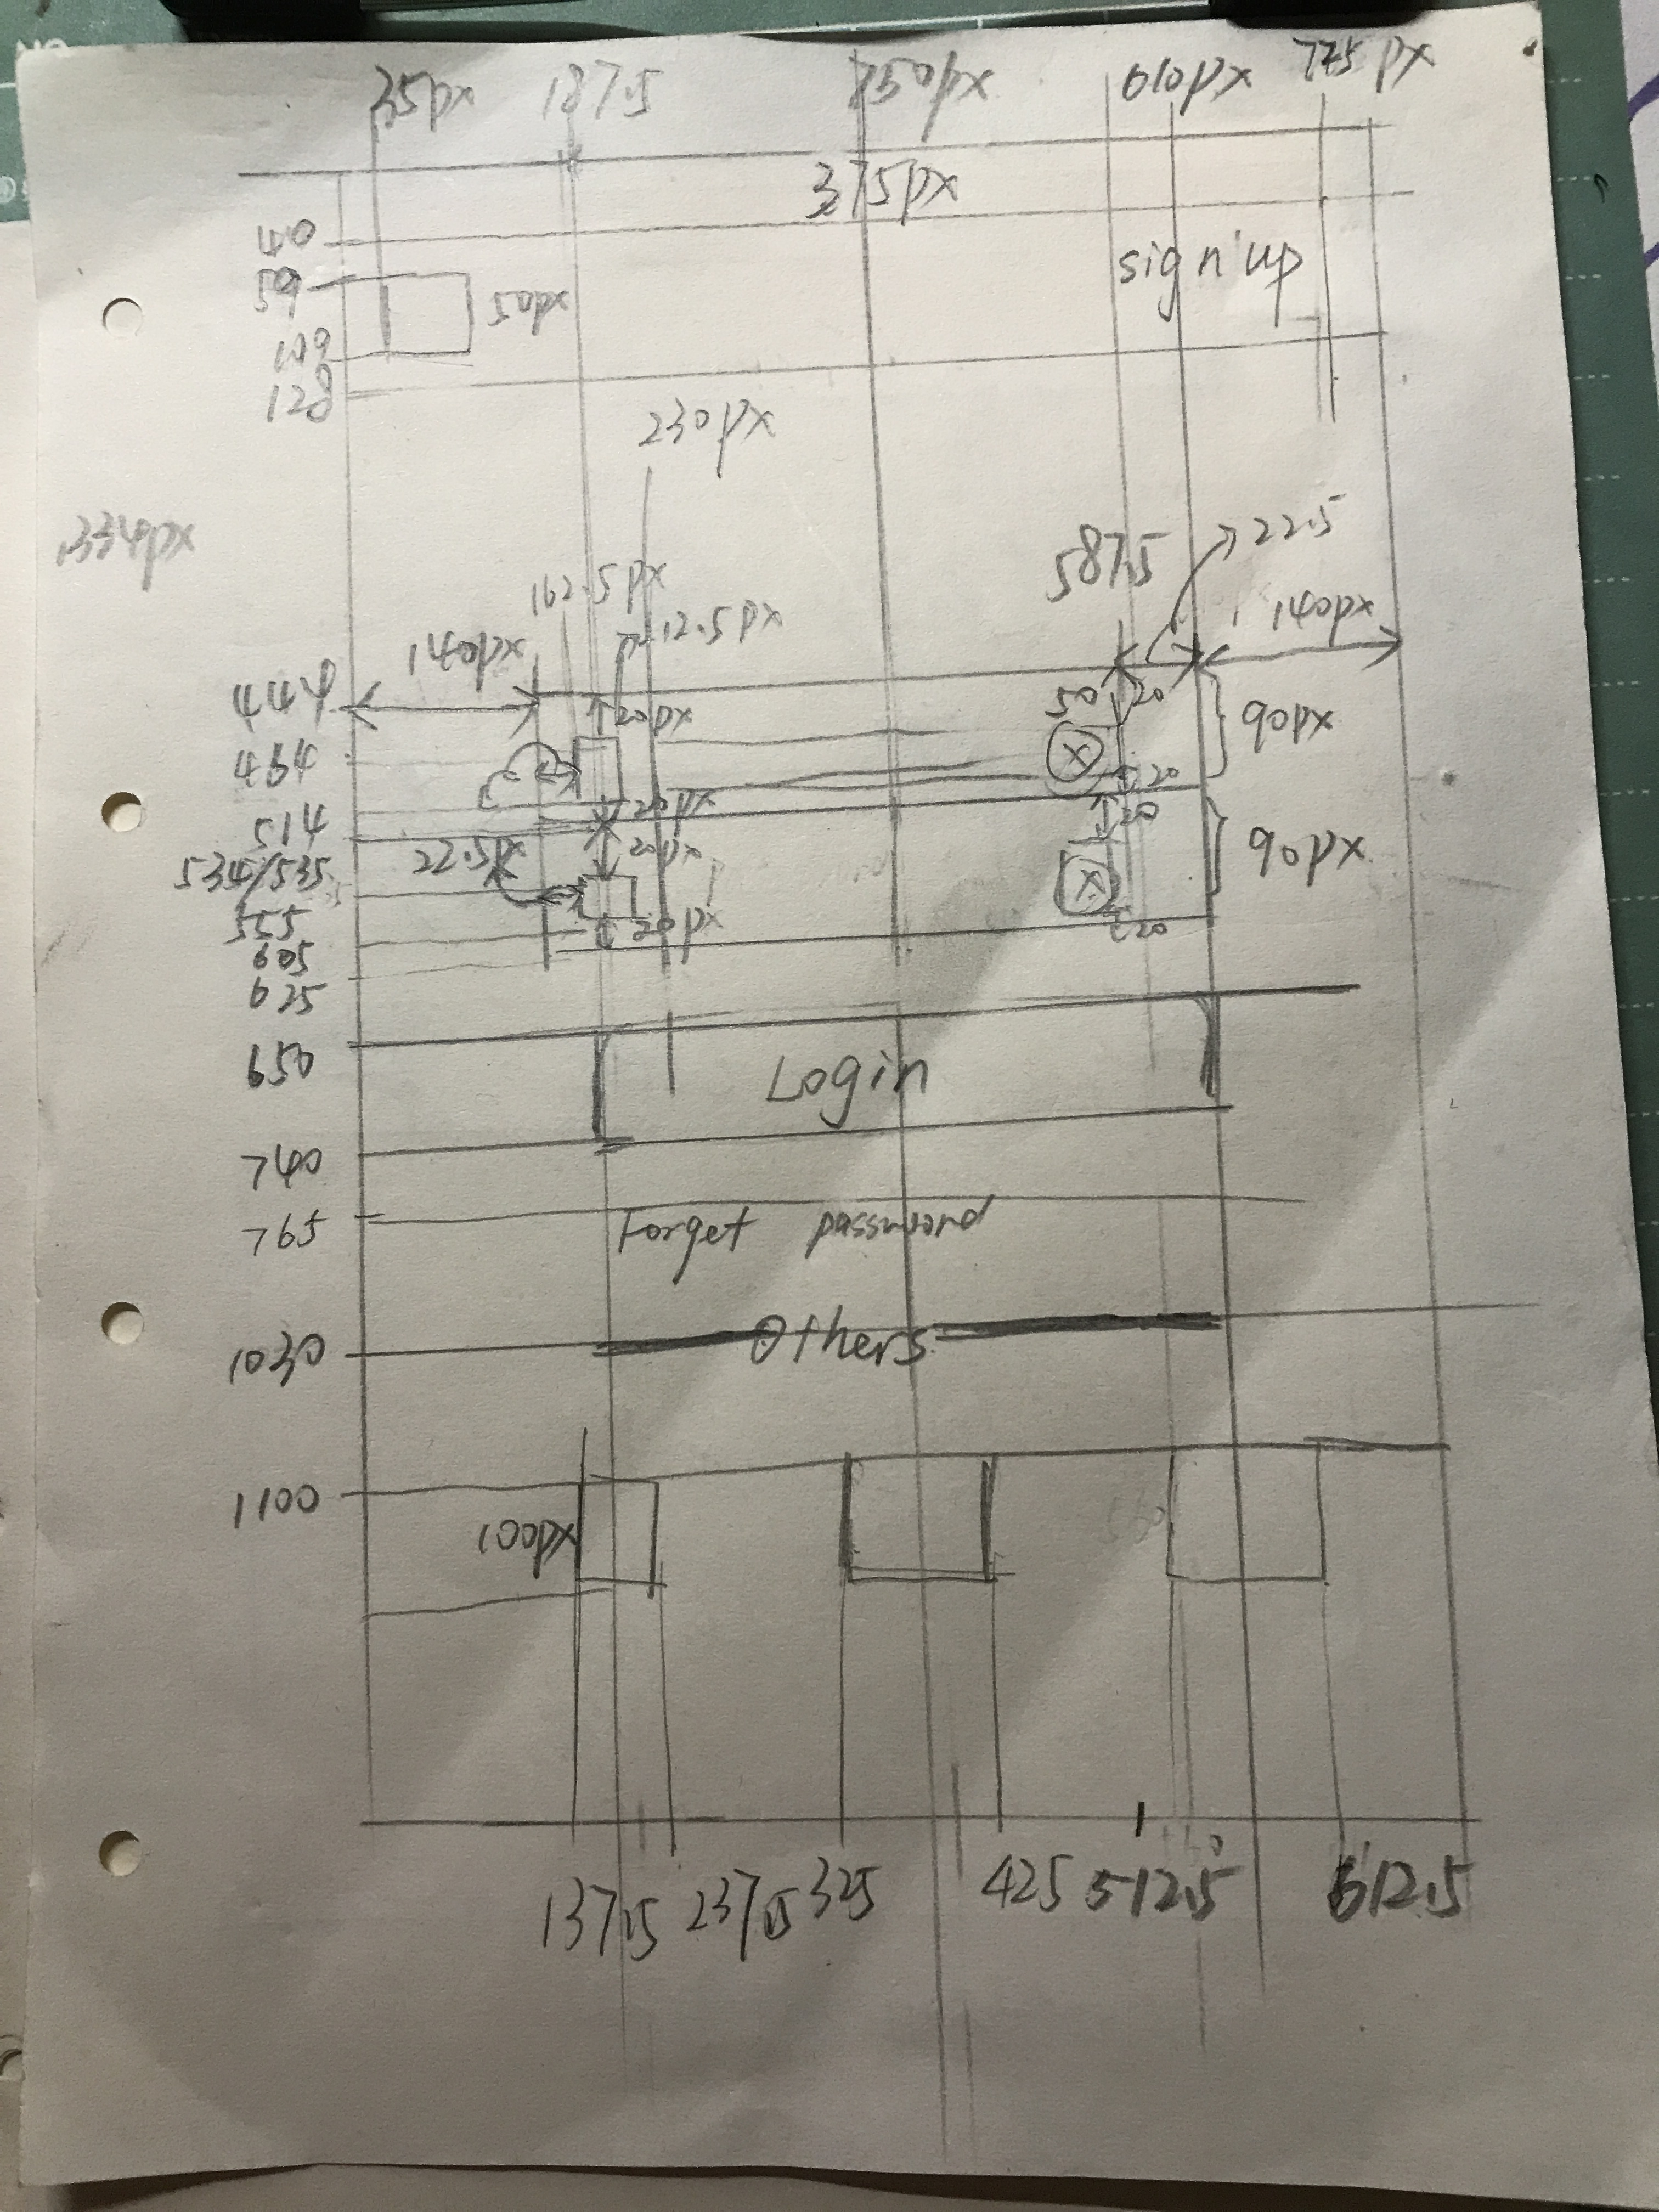 35px 187.5 750px 610px 715 px
375px
40
sign up
59
50px
109
128
230px
1334px
587.5
22.5
162.5px
12.5px
140px
140px
444
20px
50
20
90px
464
20
20px
514
20
22.5px
20px
90px
534/535
555
20px
20
605
625
650
Login
740
765
Forget password
1030
Others
1100
100px
137.5 237.5 325 425 512.5 612.5